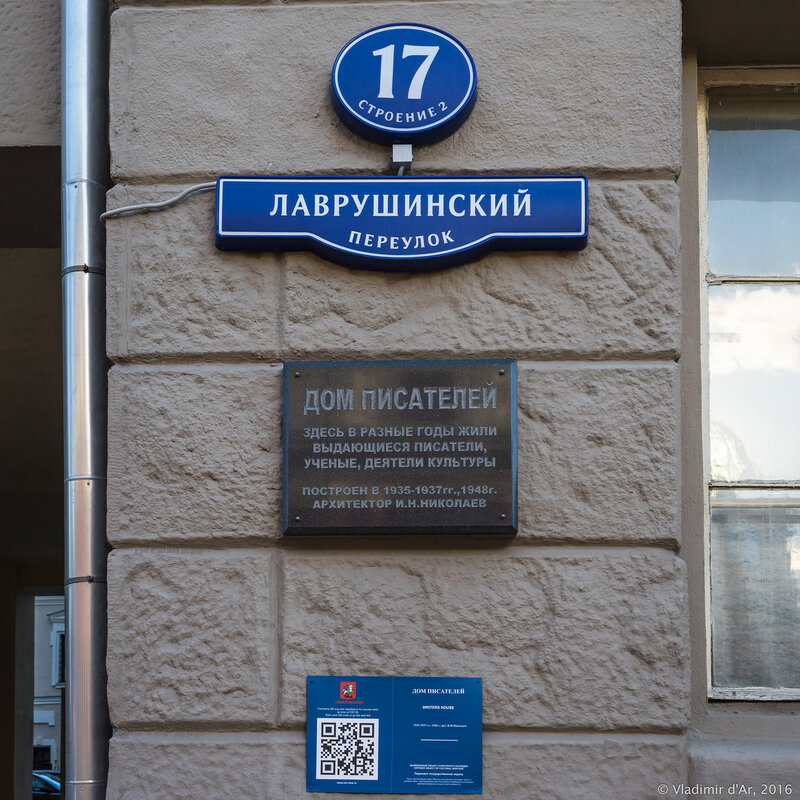 17
СТРОЕНИЕ 2
ЛАВРУШИНСКИЙ
ПЕРЕУЛОК
ДОМ ПИСАТЕЛЕЙ
ЗДЕСЬ В РАЗНЫЕ ГОДЫ ЖИЛИ
ВЫДАЮЩИЕСЯ ПИСАТЕЛИ,
УЧЕНЫЕ, ДЕЯТЕЛИ КУЛЬТУРЫ
ПОСТРОЕН В 1935-1937гг.,1948г.
АРХИТЕКТОР И.Н.НИКОЛАЕВ
ДОМ ПИСАТЕЛЕЙ
WRITERS HOUSE
© Vladimir d'Ar, 2016